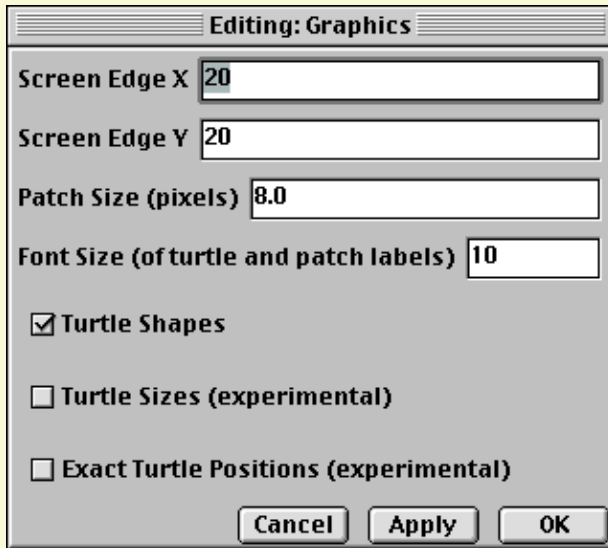 Editing: Graphics
Screen Edge X 20
Screen Edge Y 20
Patch Size (pixels) 8.0
Font Size (of turtle and patch labels) 10
Turtle Shapes
Turtle Sizes (experimental)
Exact Turtle Positions (experimental)
Cancel Apply OK